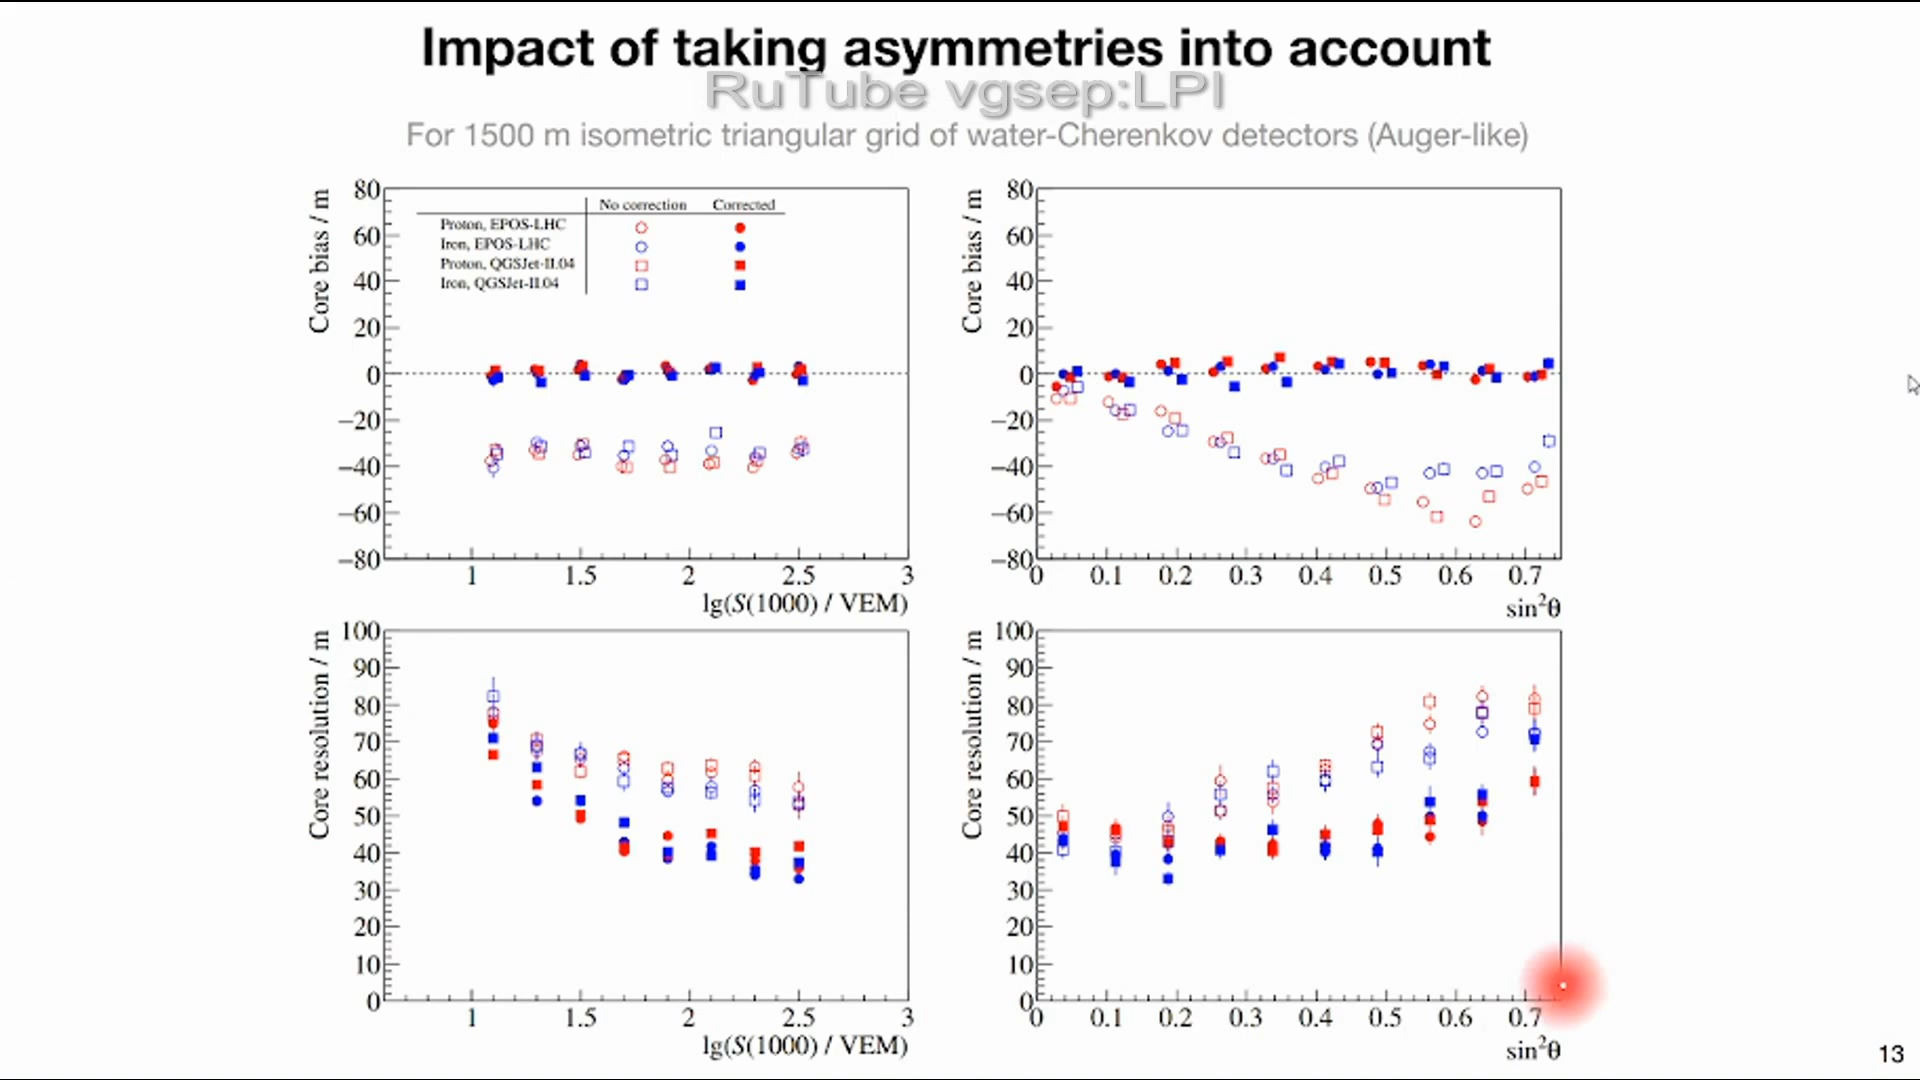 Impact of taking asymmetries into account
RuTube vgsep:LPI
For 1500 m isometric triangular grid of water-Cherenkov detectors (Auger-like)
Core bias / m
80
60
40
20
0
−20
−40
−60
−80
No correction Corrected
Proton, EPOS-LHC
Iron, EPOS-LHC
Proton, QGSJet-II.04
Iron, QGSJet-II.04
1 1.5 2 2.5 3
lg(S(1000) / VEM)
Core bias / m
80
60
40
20
0
−20
−40
−60
−80
0 0.1 0.2 0.3 0.4 0.5 0.6 0.7
sin²θ
Core resolution / m
100
90
80
70
60
50
40
30
20
10
0
1 1.5 2 2.5 3
lg(S(1000) / VEM)
Core resolution / m
100
90
80
70
60
50
40
30
20
10
0
0 0.1 0.2 0.3 0.4 0.5 0.6 0.7
sin²θ
13